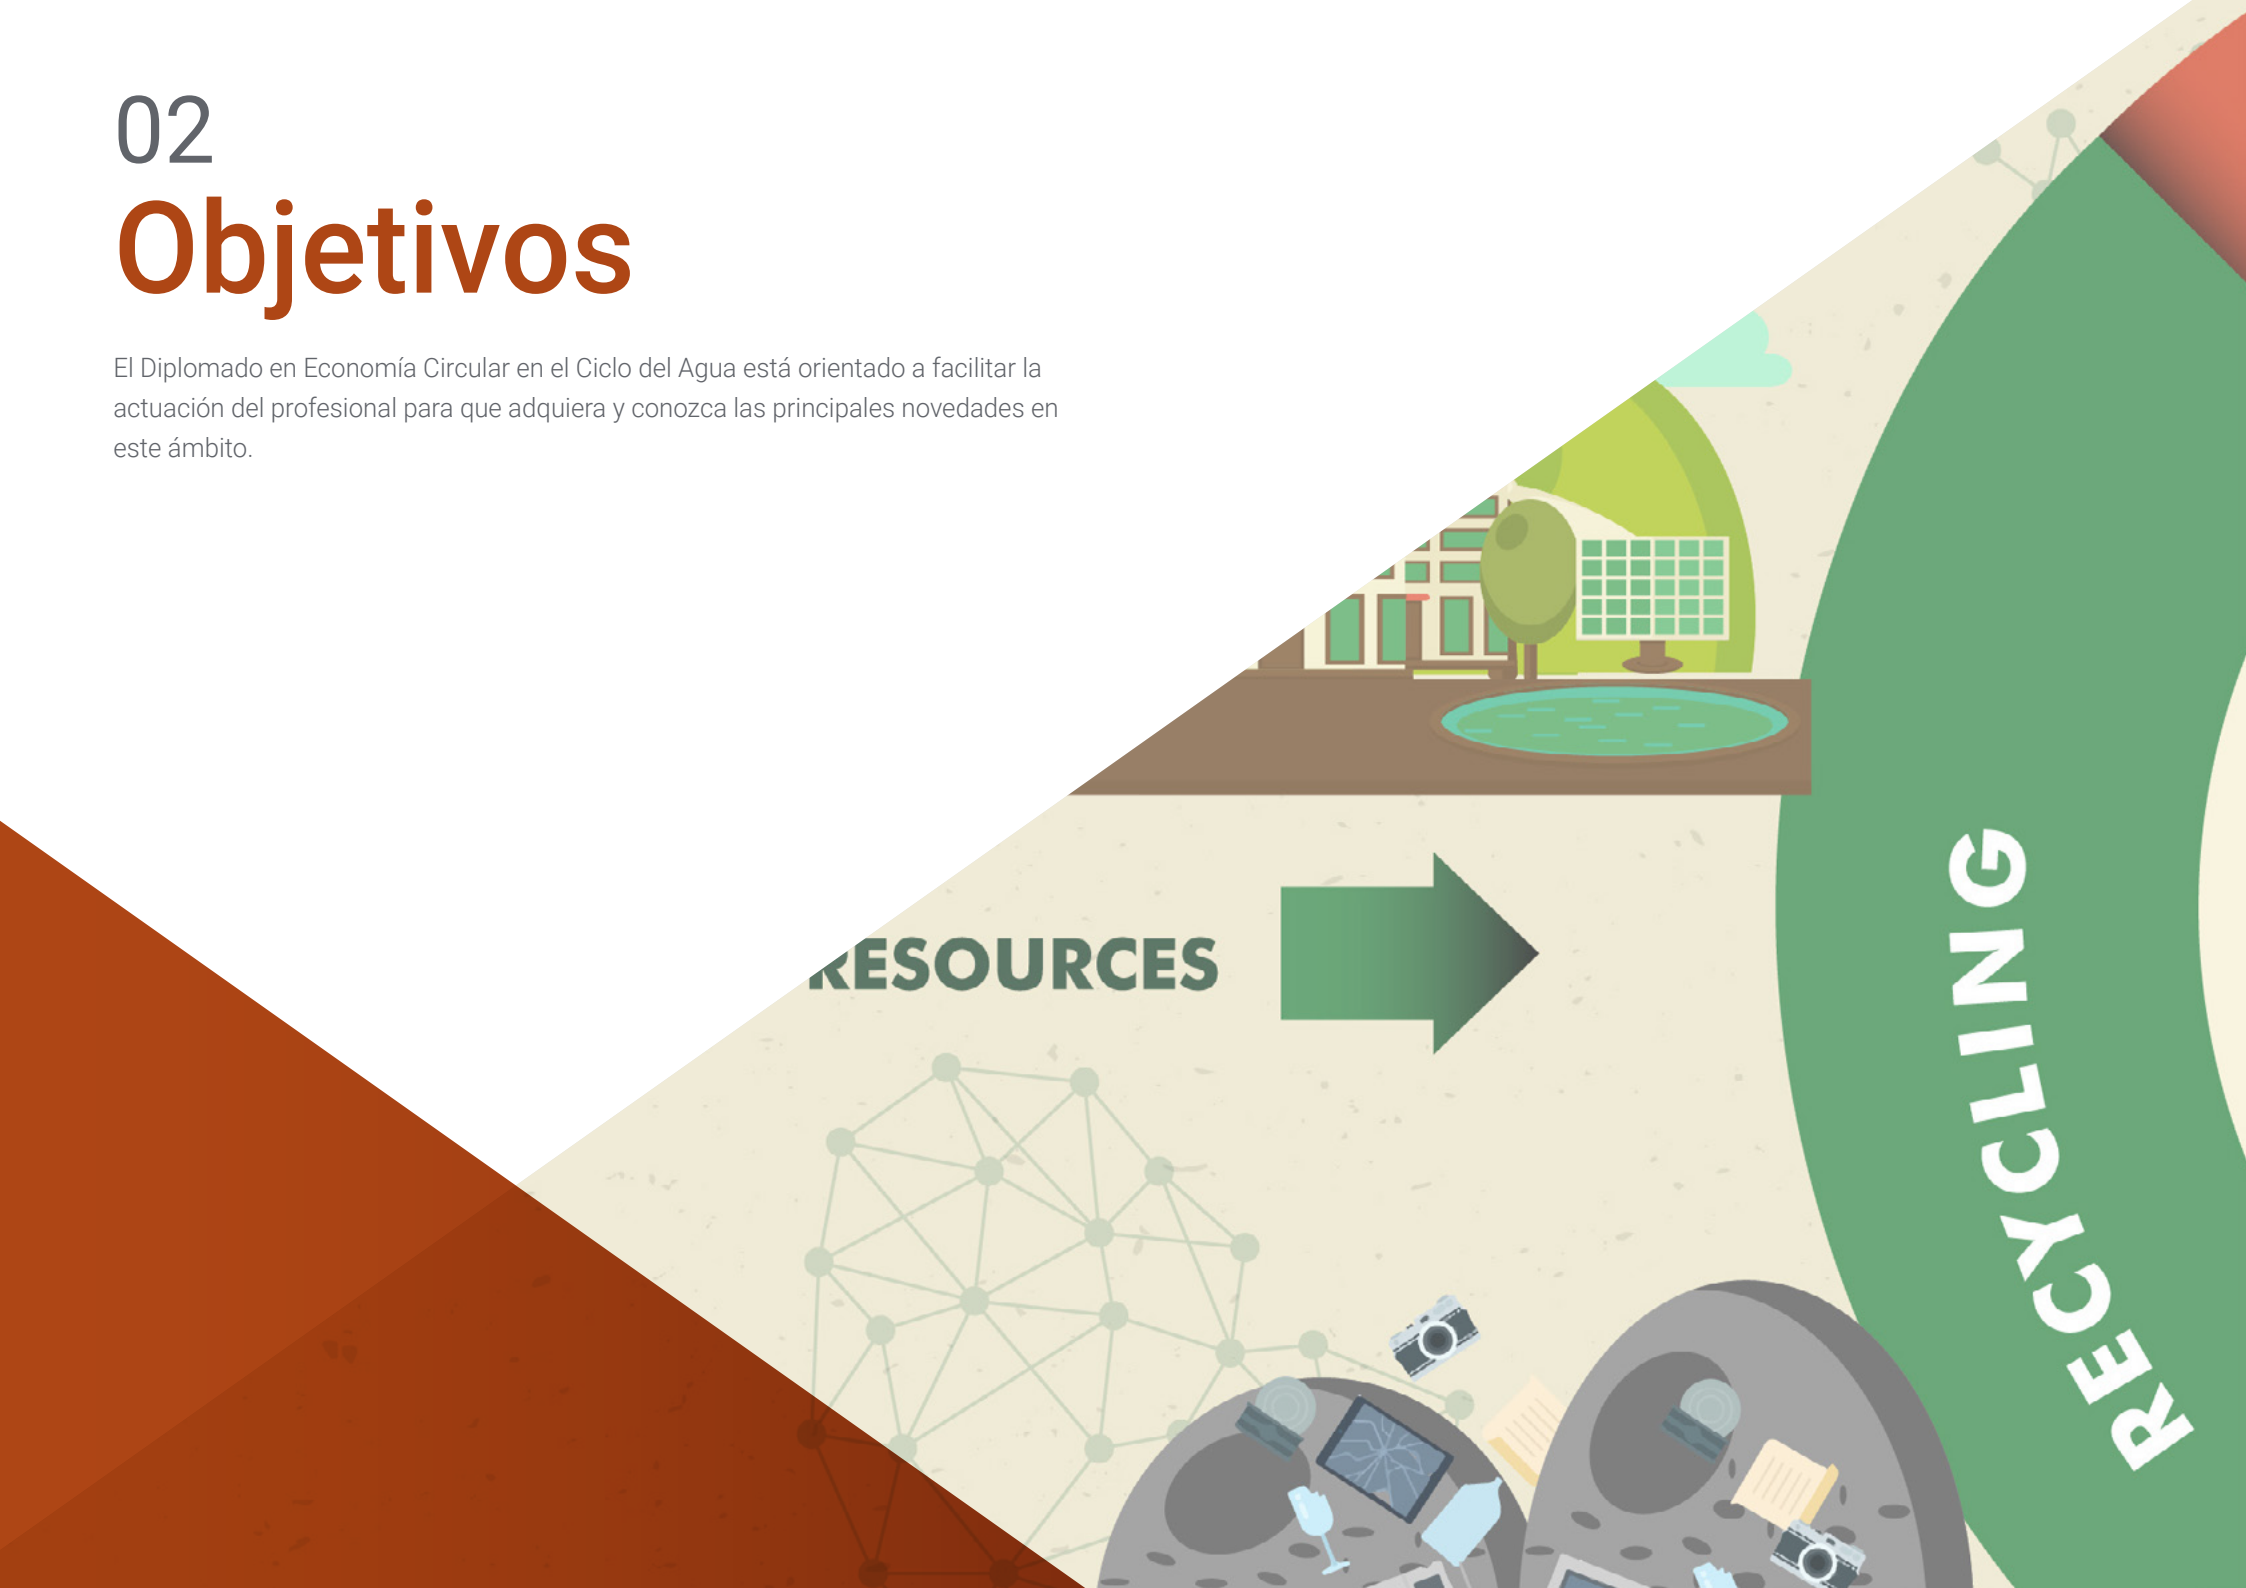 02
Objetivos
El Diplomado en Economía Circular en el Ciclo del Agua está orientado a facilitar la
actuación del profesional para que adquiera y conozca las principales novedades en
este ámbito.
RESOURCES
RECYCLING